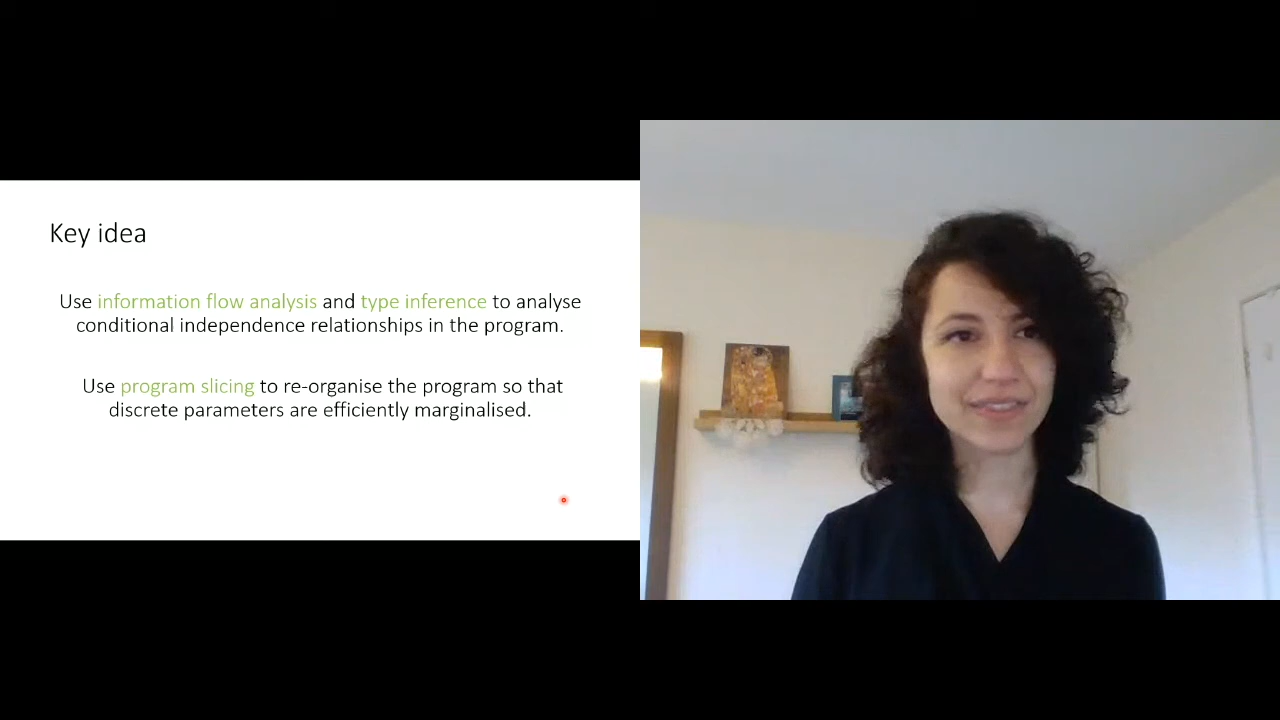 Key idea
Use information flow analysis and type inference to analyse
conditional independence relationships in the program.
Use program slicing to re-organise the program so that
discrete parameters are efficiently marginalised.